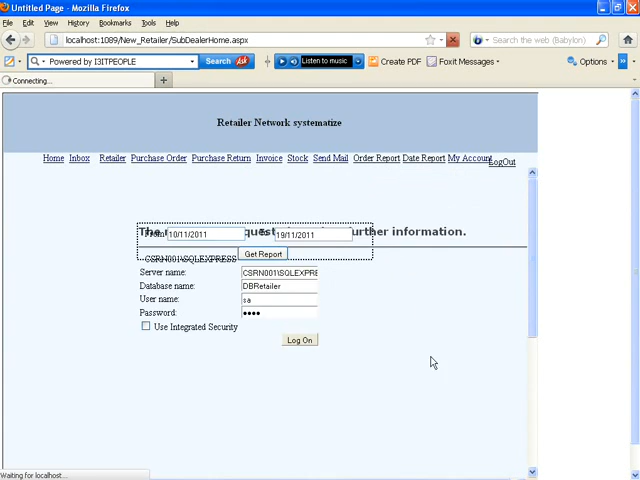 Untitled Page - Mozilla Firefox
File Edit View History Bookmarks Tools Help
localhost:1089/New_Retailer/SubDealerHome.aspx
Search the web (Babylon)
Powered by I3ITPEOPLE Search Ask Listen to music Create PDF Foxit Messages Options
Connecting...
Retailer Network systematize
Home Inbox Retailer Purchase Order Purchase Return Invoice Stock Send Mail Order Report Date Report My Account LogOut
The further information.
From 10/11/2011 To 19/11/2011
Get Report
CSRN001\SQLEXPRESS
Server name: CSRN001\SQLEXPRE
Database name: DBRetailer
User name: sa
Password: ••••
Use Integrated Security
Log On
Waiting for localhost...